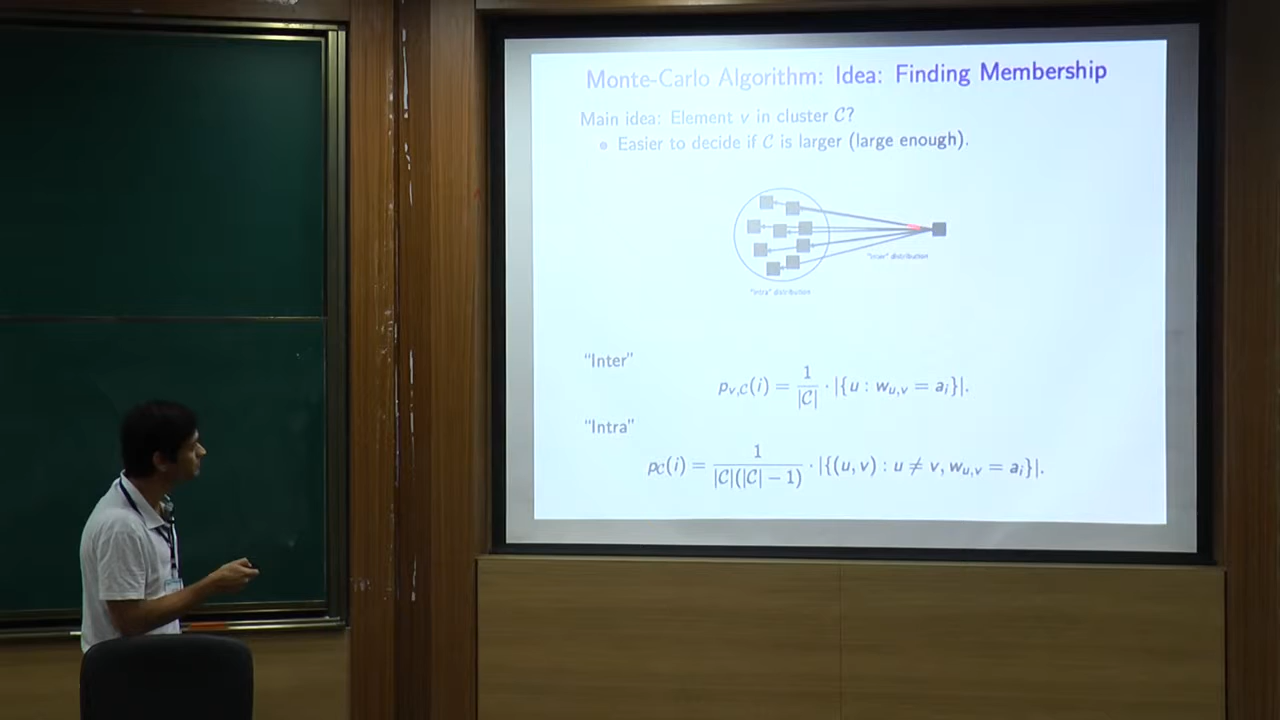 Monte-Carlo Algorithm: Idea: Finding Membership
Main idea: Element v in cluster 𝒞?
Easier to decide if 𝒞 is larger (large enough).
"Inter" distribution
"Intra" distribution
"Inter"
p_{v,𝒞}(i) = 1/|𝒞| · |{u : w_{u,v} = a_i}|.
"Intra"
p_𝒞(i) = 1/(|𝒞|(|𝒞| − 1)) · |{(u, v) : u ≠ v, w_{u,v} = a_i}|.